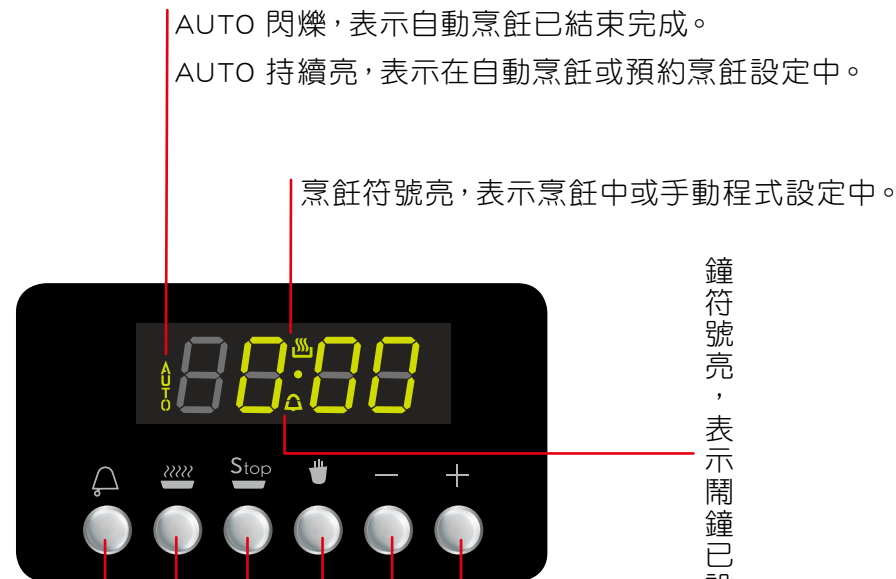 AUTO 閃爍,表示自動烹飪已結束完成。
AUTO 持續亮,表示在自動烹飪或預約烹飪設定中。
烹飪符號亮,表示烹飪中或手動程式設定中。
鐘符號亮,表示鬧鐘已
AUTO
0:00
Stop
− +